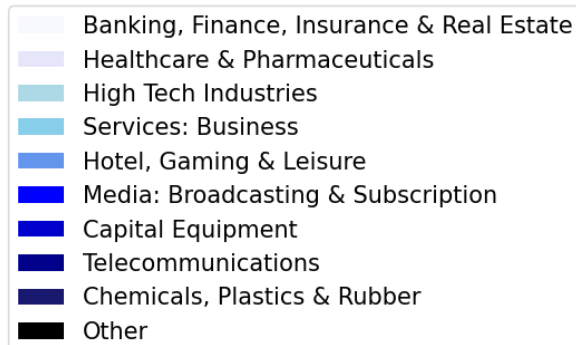 Banking, Finance, Insurance & Real Estate
Healthcare & Pharmaceuticals
High Tech Industries
Services: Business
Hotel, Gaming & Leisure
Media: Broadcasting & Subscription
Capital Equipment
Telecommunications
Chemicals, Plastics & Rubber
Other